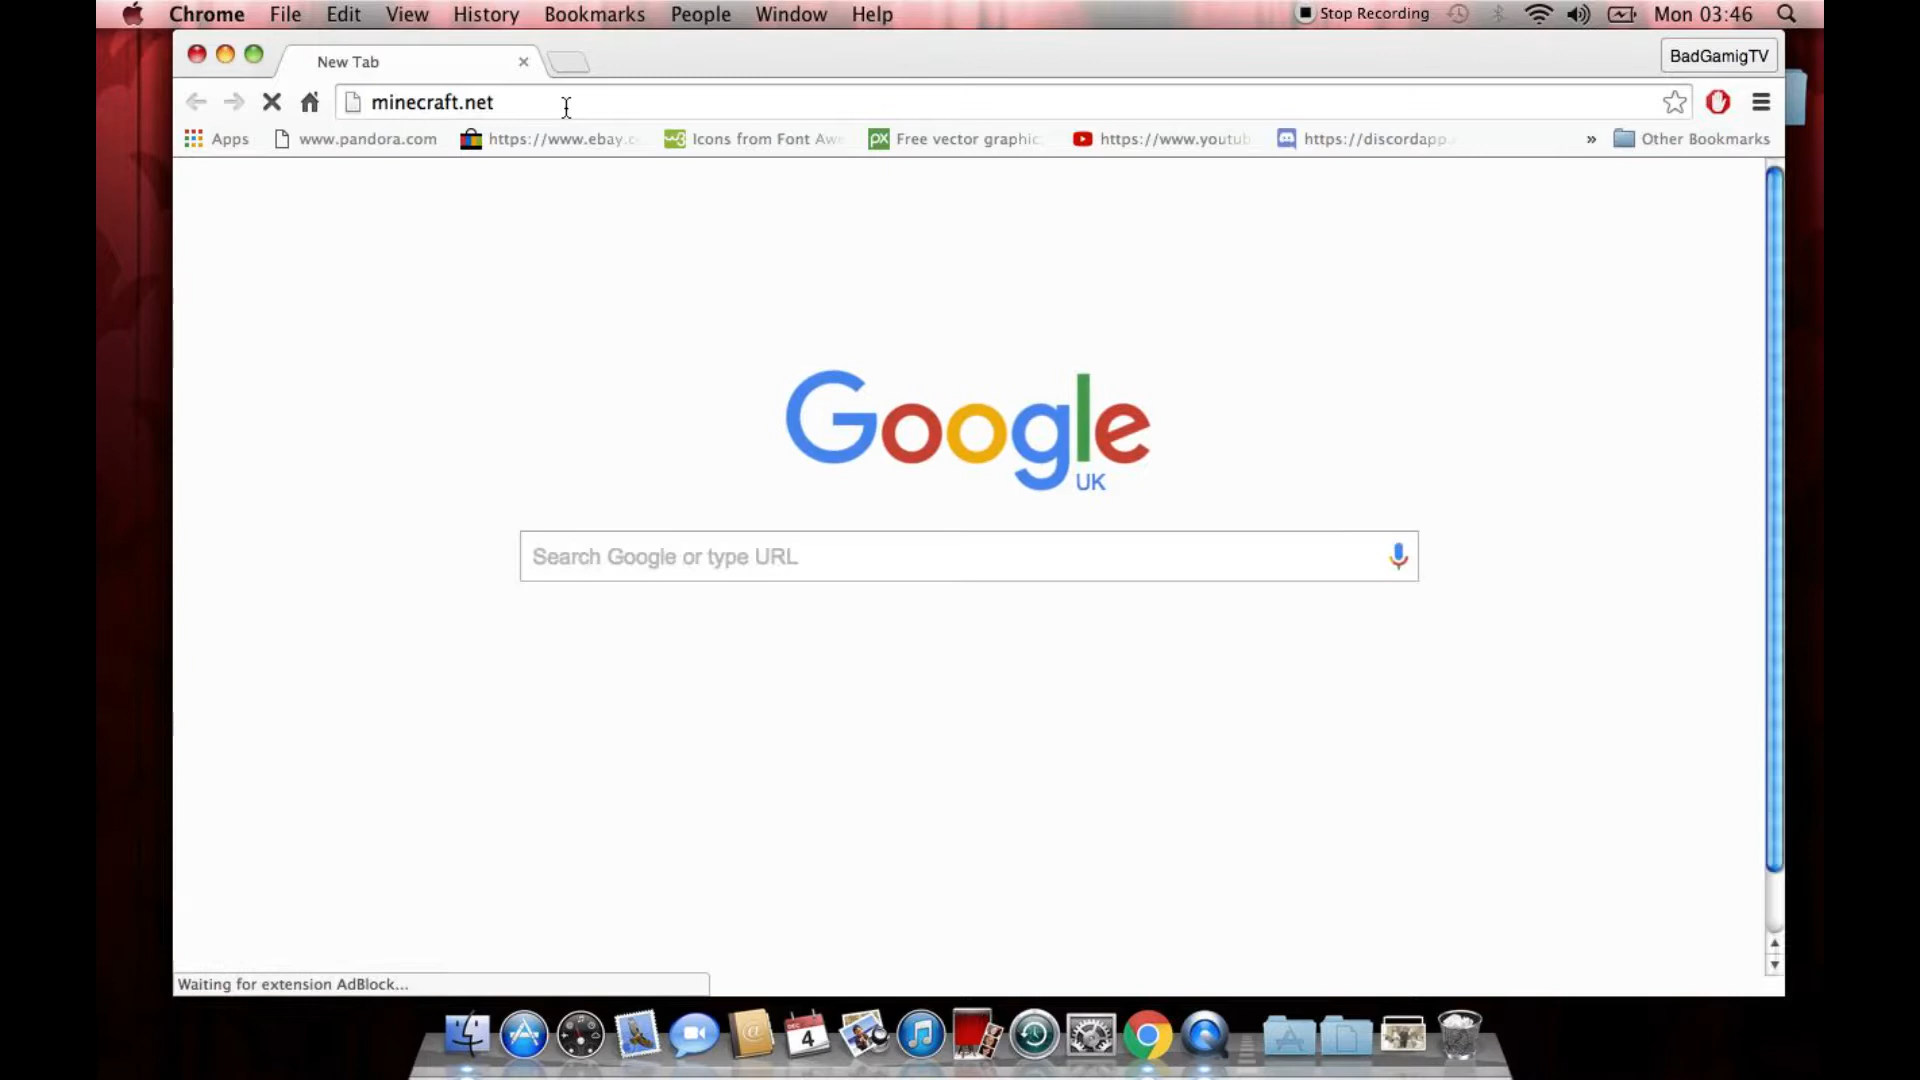 Chrome File Edit View History Bookmarks People Window Help Stop Recording Mon 03:46
New Tab BadGamigTV
minecraft.net
Apps www.pandora.com https://www.ebay.c Icons from Font Aw Free vector graphic https://www.youtub https://discordapp. » Other Bookmarks
Google
UK
Search Google or type URL
Waiting for extension AdBlock...
DEC
4